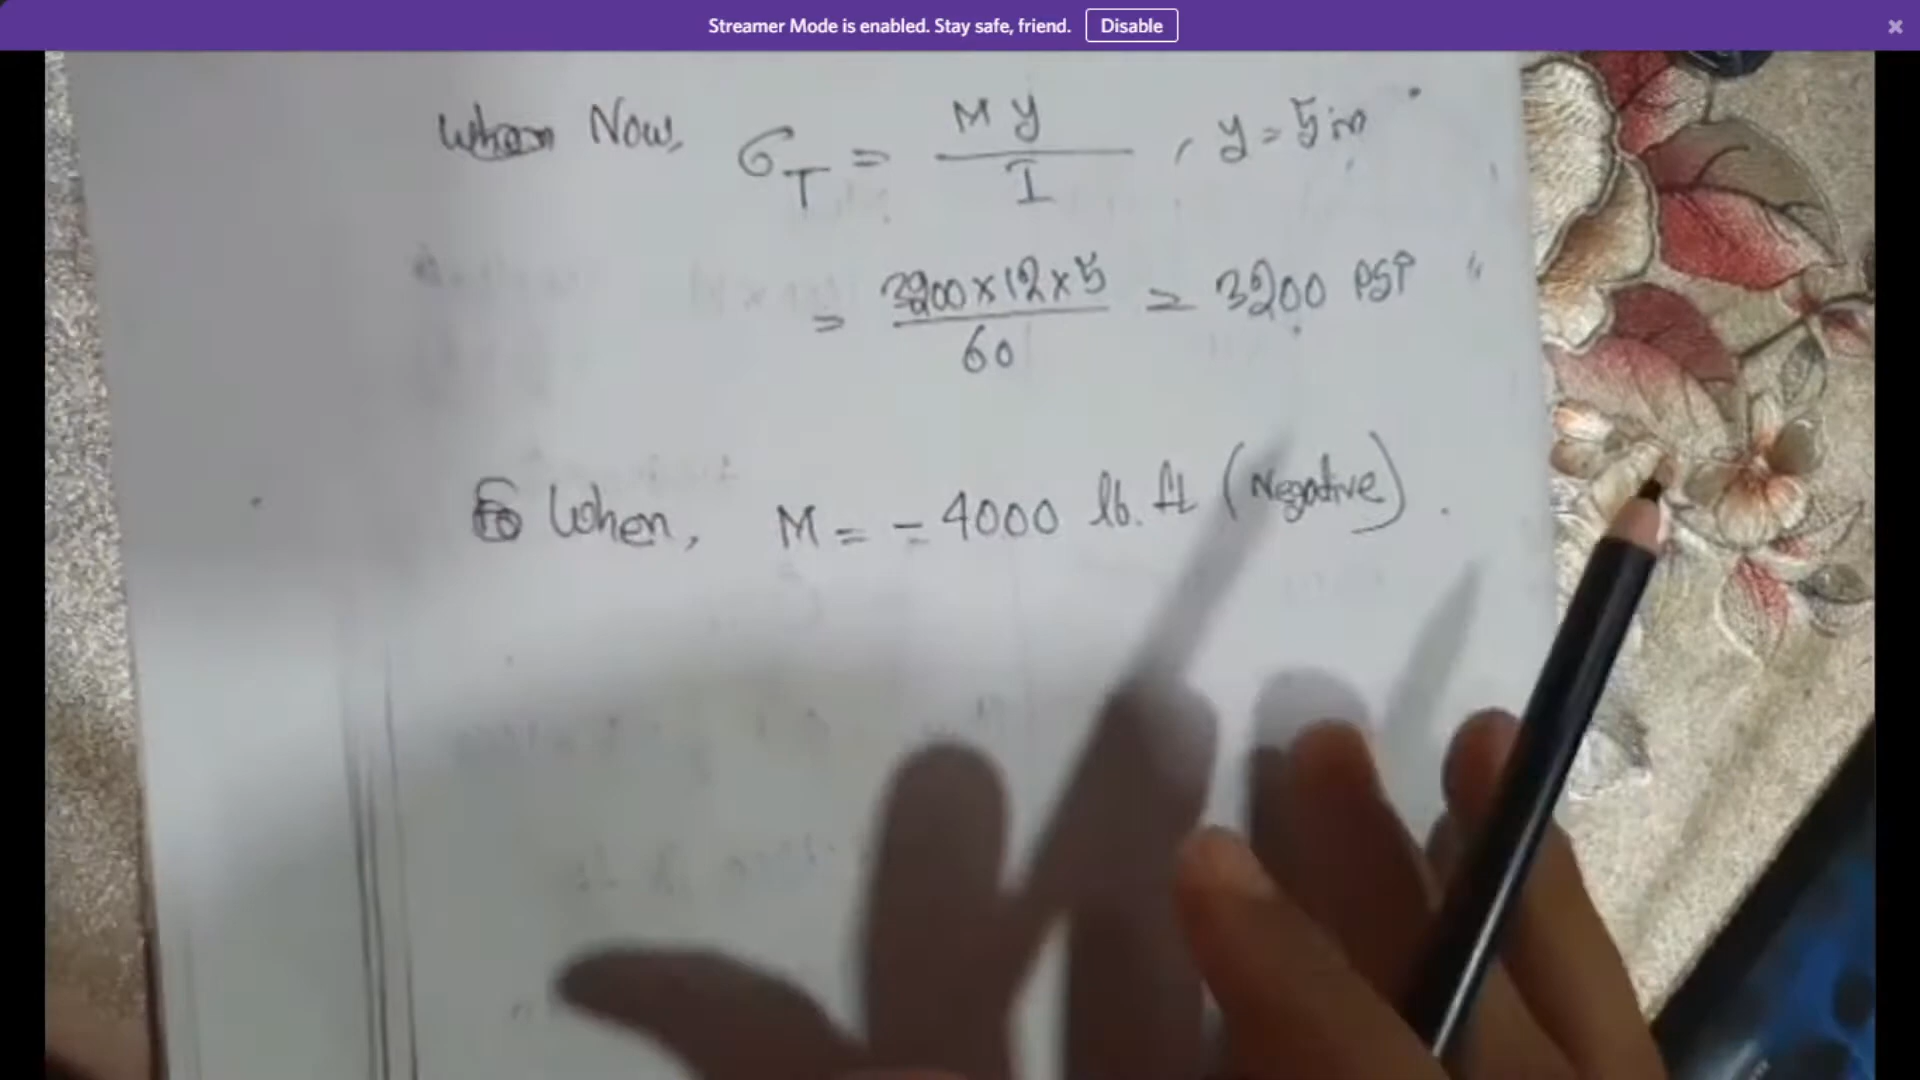 Streamer Mode is enabled. Stay safe, friend. Disable
When Now, σ_T = My / I , y = 5 in
= 3200×12×5 / 60 = 3200 PSI
When, M = - 4000 lb.ft (Negative).